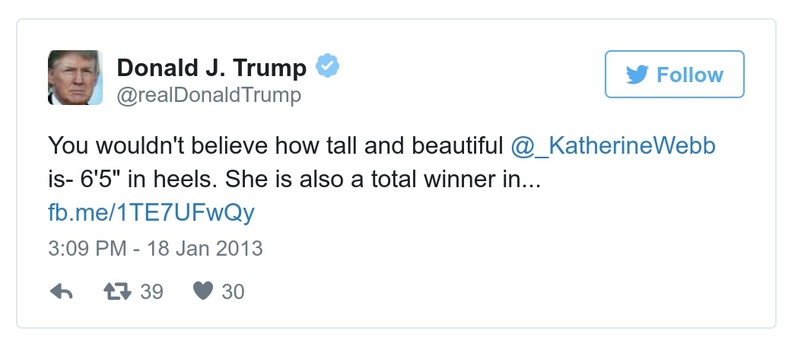 Donald J. Trump
@realDonaldTrump
Follow
You wouldn't believe how tall and beautiful @_KatherineWebb
is- 6'5" in heels. She is also a total winner in...
fb.me/1TE7UFwQy
3:09 PM - 18 Jan 2013
39 30